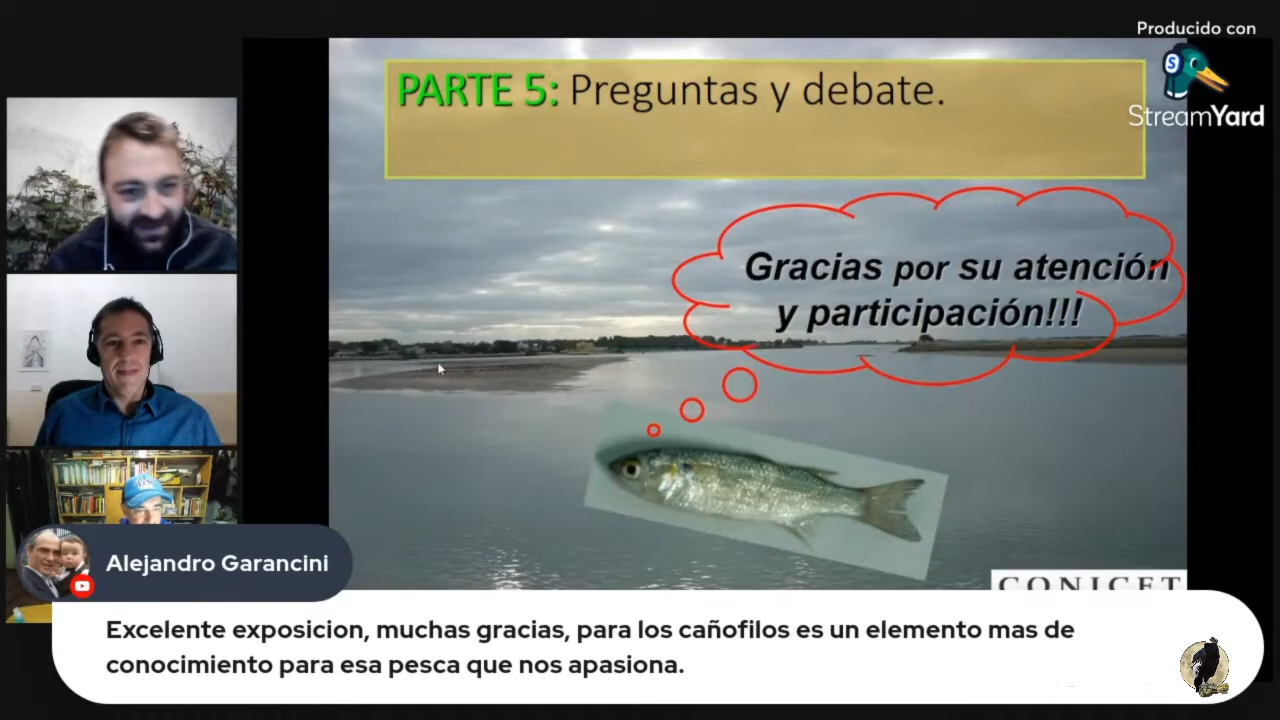 Producido con
StreamYard
PARTE 5: Preguntas y debate.
Gracias por su atención
y participación!!!
CONICET
Alejandro Garancini
Excelente exposicion, muchas gracias, para los cañofilos es un elemento mas de
conocimiento para esa pesca que nos apasiona.